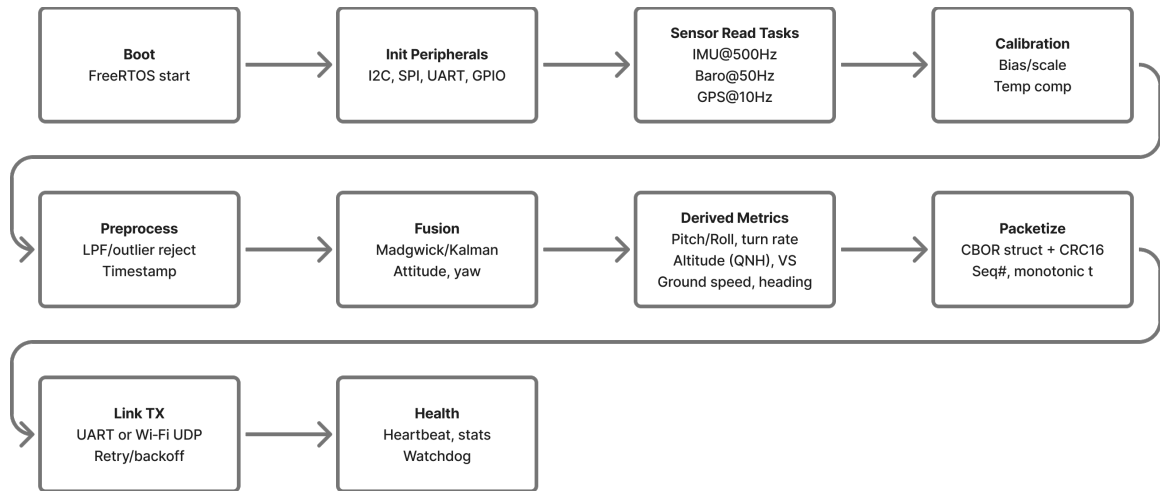 Boot
FreeRTOS start
Init Peripherals
I2C, SPI, UART, GPIO
Sensor Read Tasks
IMU@500Hz
Baro@50Hz
GPS@10Hz
Calibration
Bias/scale
Temp comp
Preprocess
LPF/outlier reject
Timestamp
Fusion
Madgwick/Kalman
Attitude, yaw
Derived Metrics
Pitch/Roll, turn rate
Altitude (QNH), VS
Ground speed, heading
Packetize
CBOR struct + CRC16
Seq#, monotonic t
Link TX
UART or Wi-Fi UDP
Retry/backoff
Health
Heartbeat, stats
Watchdog